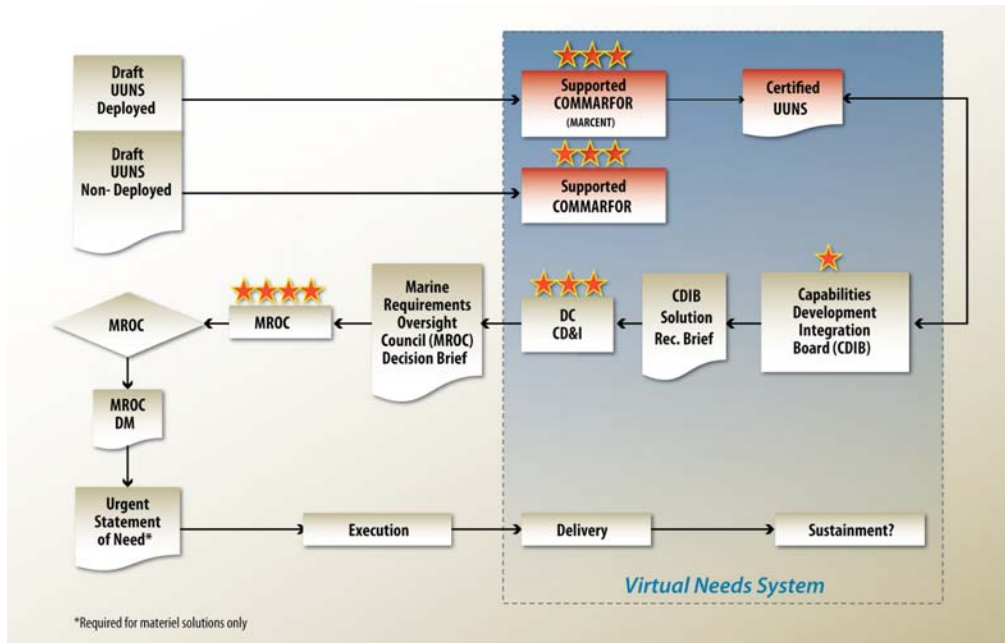 Draft
UUNS
Deployed
Supported
COMMARFOR
(MARCENT)
Certified
UUNS
Draft
UUNS
Non- Deployed
Supported
COMMARFOR
MROC
MROC
Marine
Requirements
Oversight
Council (MROC)
Decision Brief
DC
CD&I
CDIB
Solution
Rec. Brief
Capabilities
Development
Integration
Board (CDIB)
MROC
DM
Urgent
Statement
of Need*
Execution
Delivery
Sustainment?
Virtual Needs System
*Required for materiel solutions only